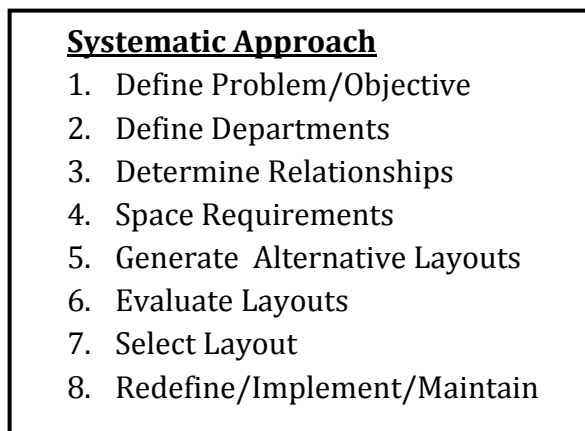 Systematic Approach
1. Define Problem/Objective
2. Define Departments
3. Determine Relationships
4. Space Requirements
5. Generate Alternative Layouts
6. Evaluate Layouts
7. Select Layout
8. Redefine/Implement/Maintain